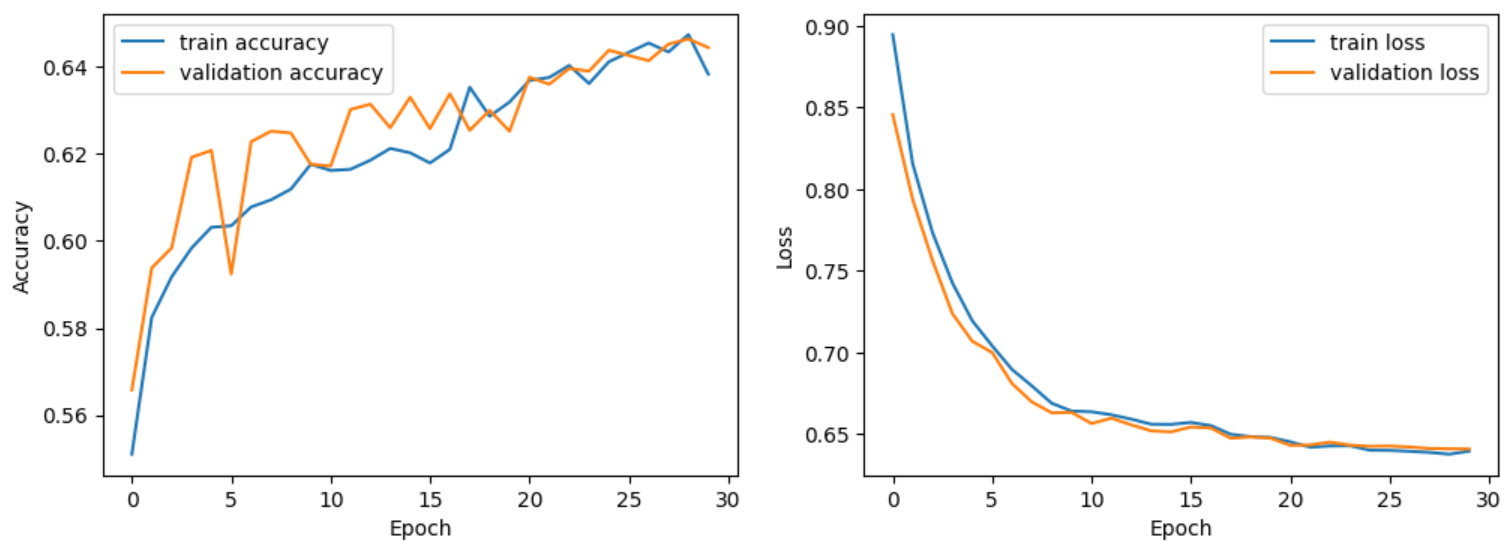 train accuracy
validation accuracy
0.64
0.62
0.60
0.58
0.56
Accuracy
0 5 10 15 20 25 30
Epoch
train loss
validation loss
0.90
0.85
0.80
0.75
0.70
0.65
Loss
0 5 10 15 20 25 30
Epoch